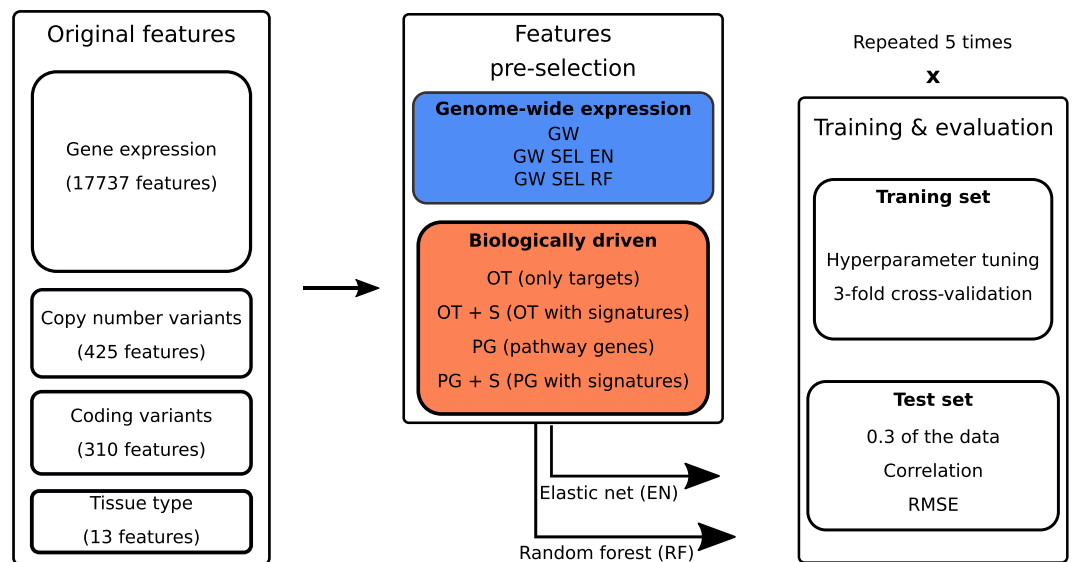 Original features
Gene expression
(17737 features)
Copy number variants
(425 features)
Coding variants
(310 features)
Tissue type
(13 features)
Features
pre-selection
Genome-wide expression
GW
GW SEL EN
GW SEL RF
Biologically driven
OT (only targets)
OT + S (OT with signatures)
PG (pathway genes)
PG + S (PG with signatures)
Elastic net (EN)
Random forest (RF)
Repeated 5 times
x
Training & evaluation
Traning set
Hyperparameter tuning
3-fold cross-validation
Test set
0.3 of the data
Correlation
RMSE